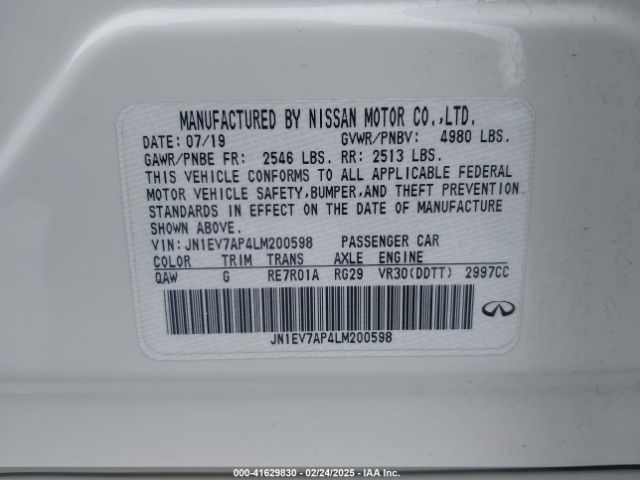 MANUFACTURED BY NISSAN MOTOR CO.,LTD.
DATE: 07/19 GVWR/PNBV: 4980 LBS.
GAWR/PNBE FR: 2546 LBS. RR: 2513 LBS.
THIS VEHICLE CONFORMS TO ALL APPLICABLE FEDERAL
MOTOR VEHICLE SAFETY,BUMPER,AND THEFT PREVENTION
STANDARDS IN EFFECT ON THE DATE OF MANUFACTURE
SHOWN ABOVE.
VIN: JN1EV7AP4LM200598 PASSENGER CAR
COLOR TRIM TRANS AXLE ENGINE
QAW G RE7R01A RG29 VR30(DDTT) 2997CC
JN1EV7AP4LM200598
000-41629830 - 02/24/2025 - IAAI.COM